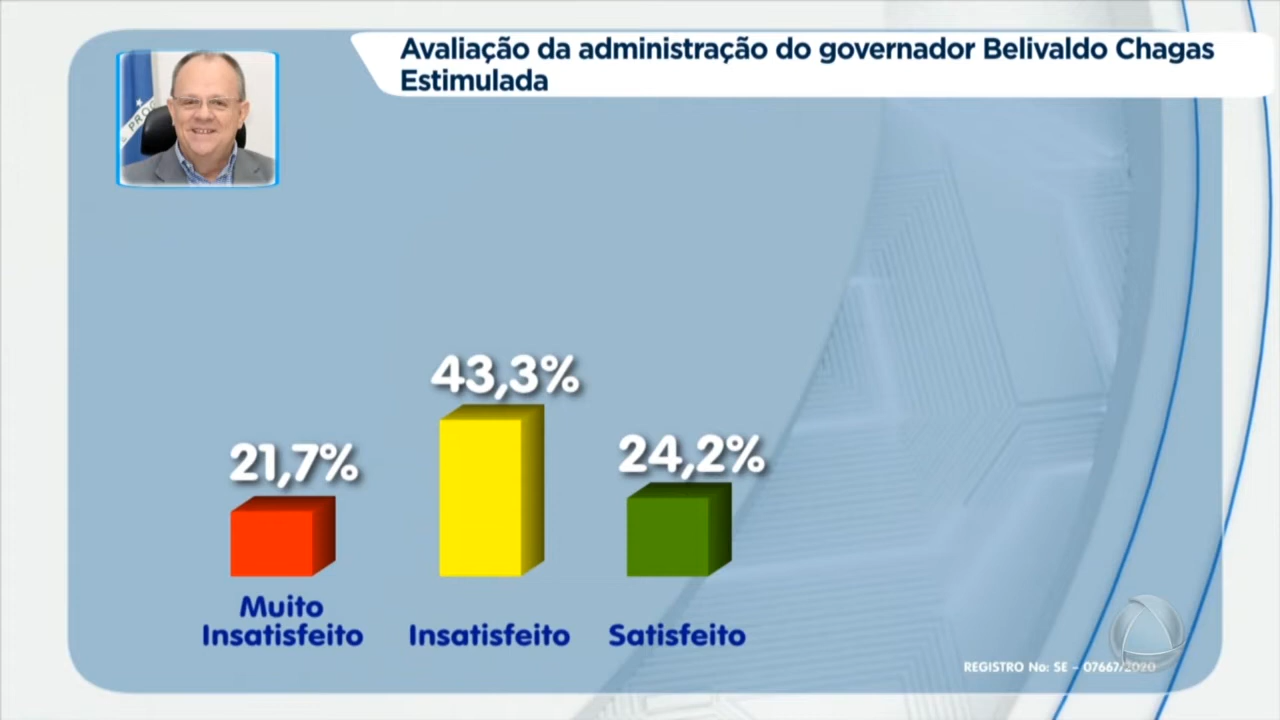 Avaliação da administração do governador Belivaldo Chagas
Estimulada
PROG
21,7%
43,3%
24,2%
Muito
Insatisfeito
Insatisfeito
Satisfeito
REGISTRO No: SE - 07667/2020